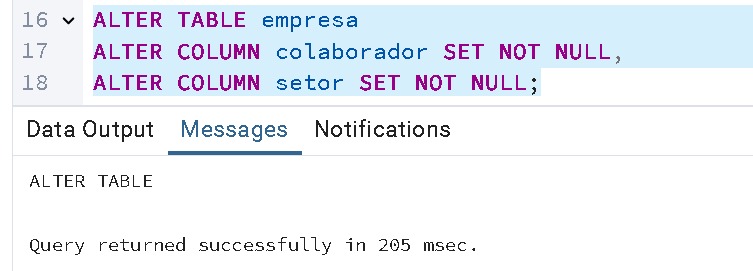 16 ALTER TABLE empresa
17 ALTER COLUMN colaborador SET NOT NULL,
18 ALTER COLUMN setor SET NOT NULL;
Data Output Messages Notifications
ALTER TABLE
Query returned successfully in 205 msec.